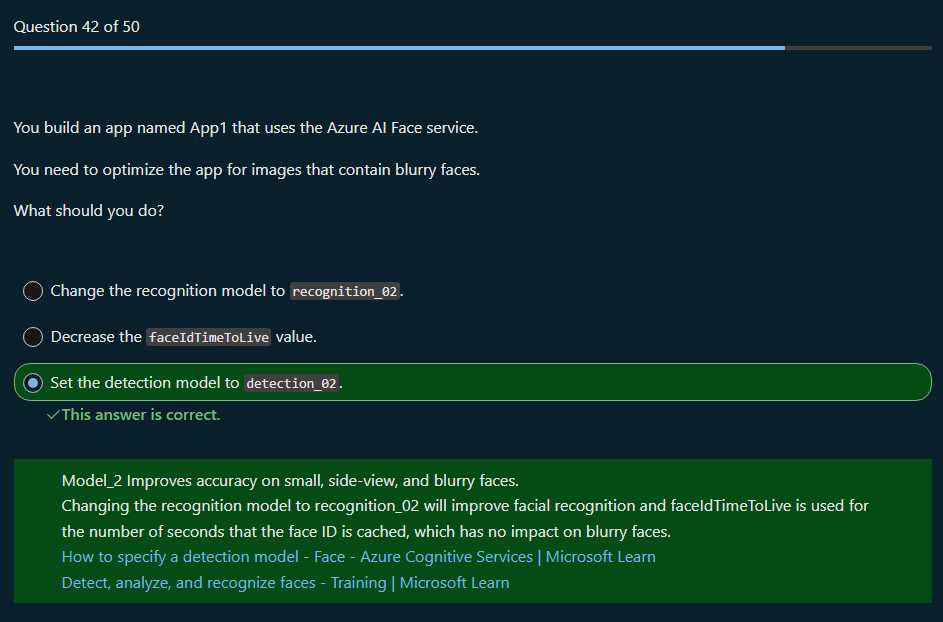 Question 42 of 50
You build an app named App1 that uses the Azure AI Face service.
You need to optimize the app for images that contain blurry faces.
What should you do?
Change the recognition model to recognition_02.
Decrease the faceIdTimeToLive value.
Set the detection model to detection_02.
This answer is correct.
Model_2 Improves accuracy on small, side-view, and blurry faces.
Changing the recognition model to recognition_02 will improve facial recognition and faceIdTimeToLive is used for
the number of seconds that the face ID is cached, which has no impact on blurry faces.
How to specify a detection model - Face - Azure Cognitive Services | Microsoft Learn
Detect, analyze, and recognize faces - Training | Microsoft Learn